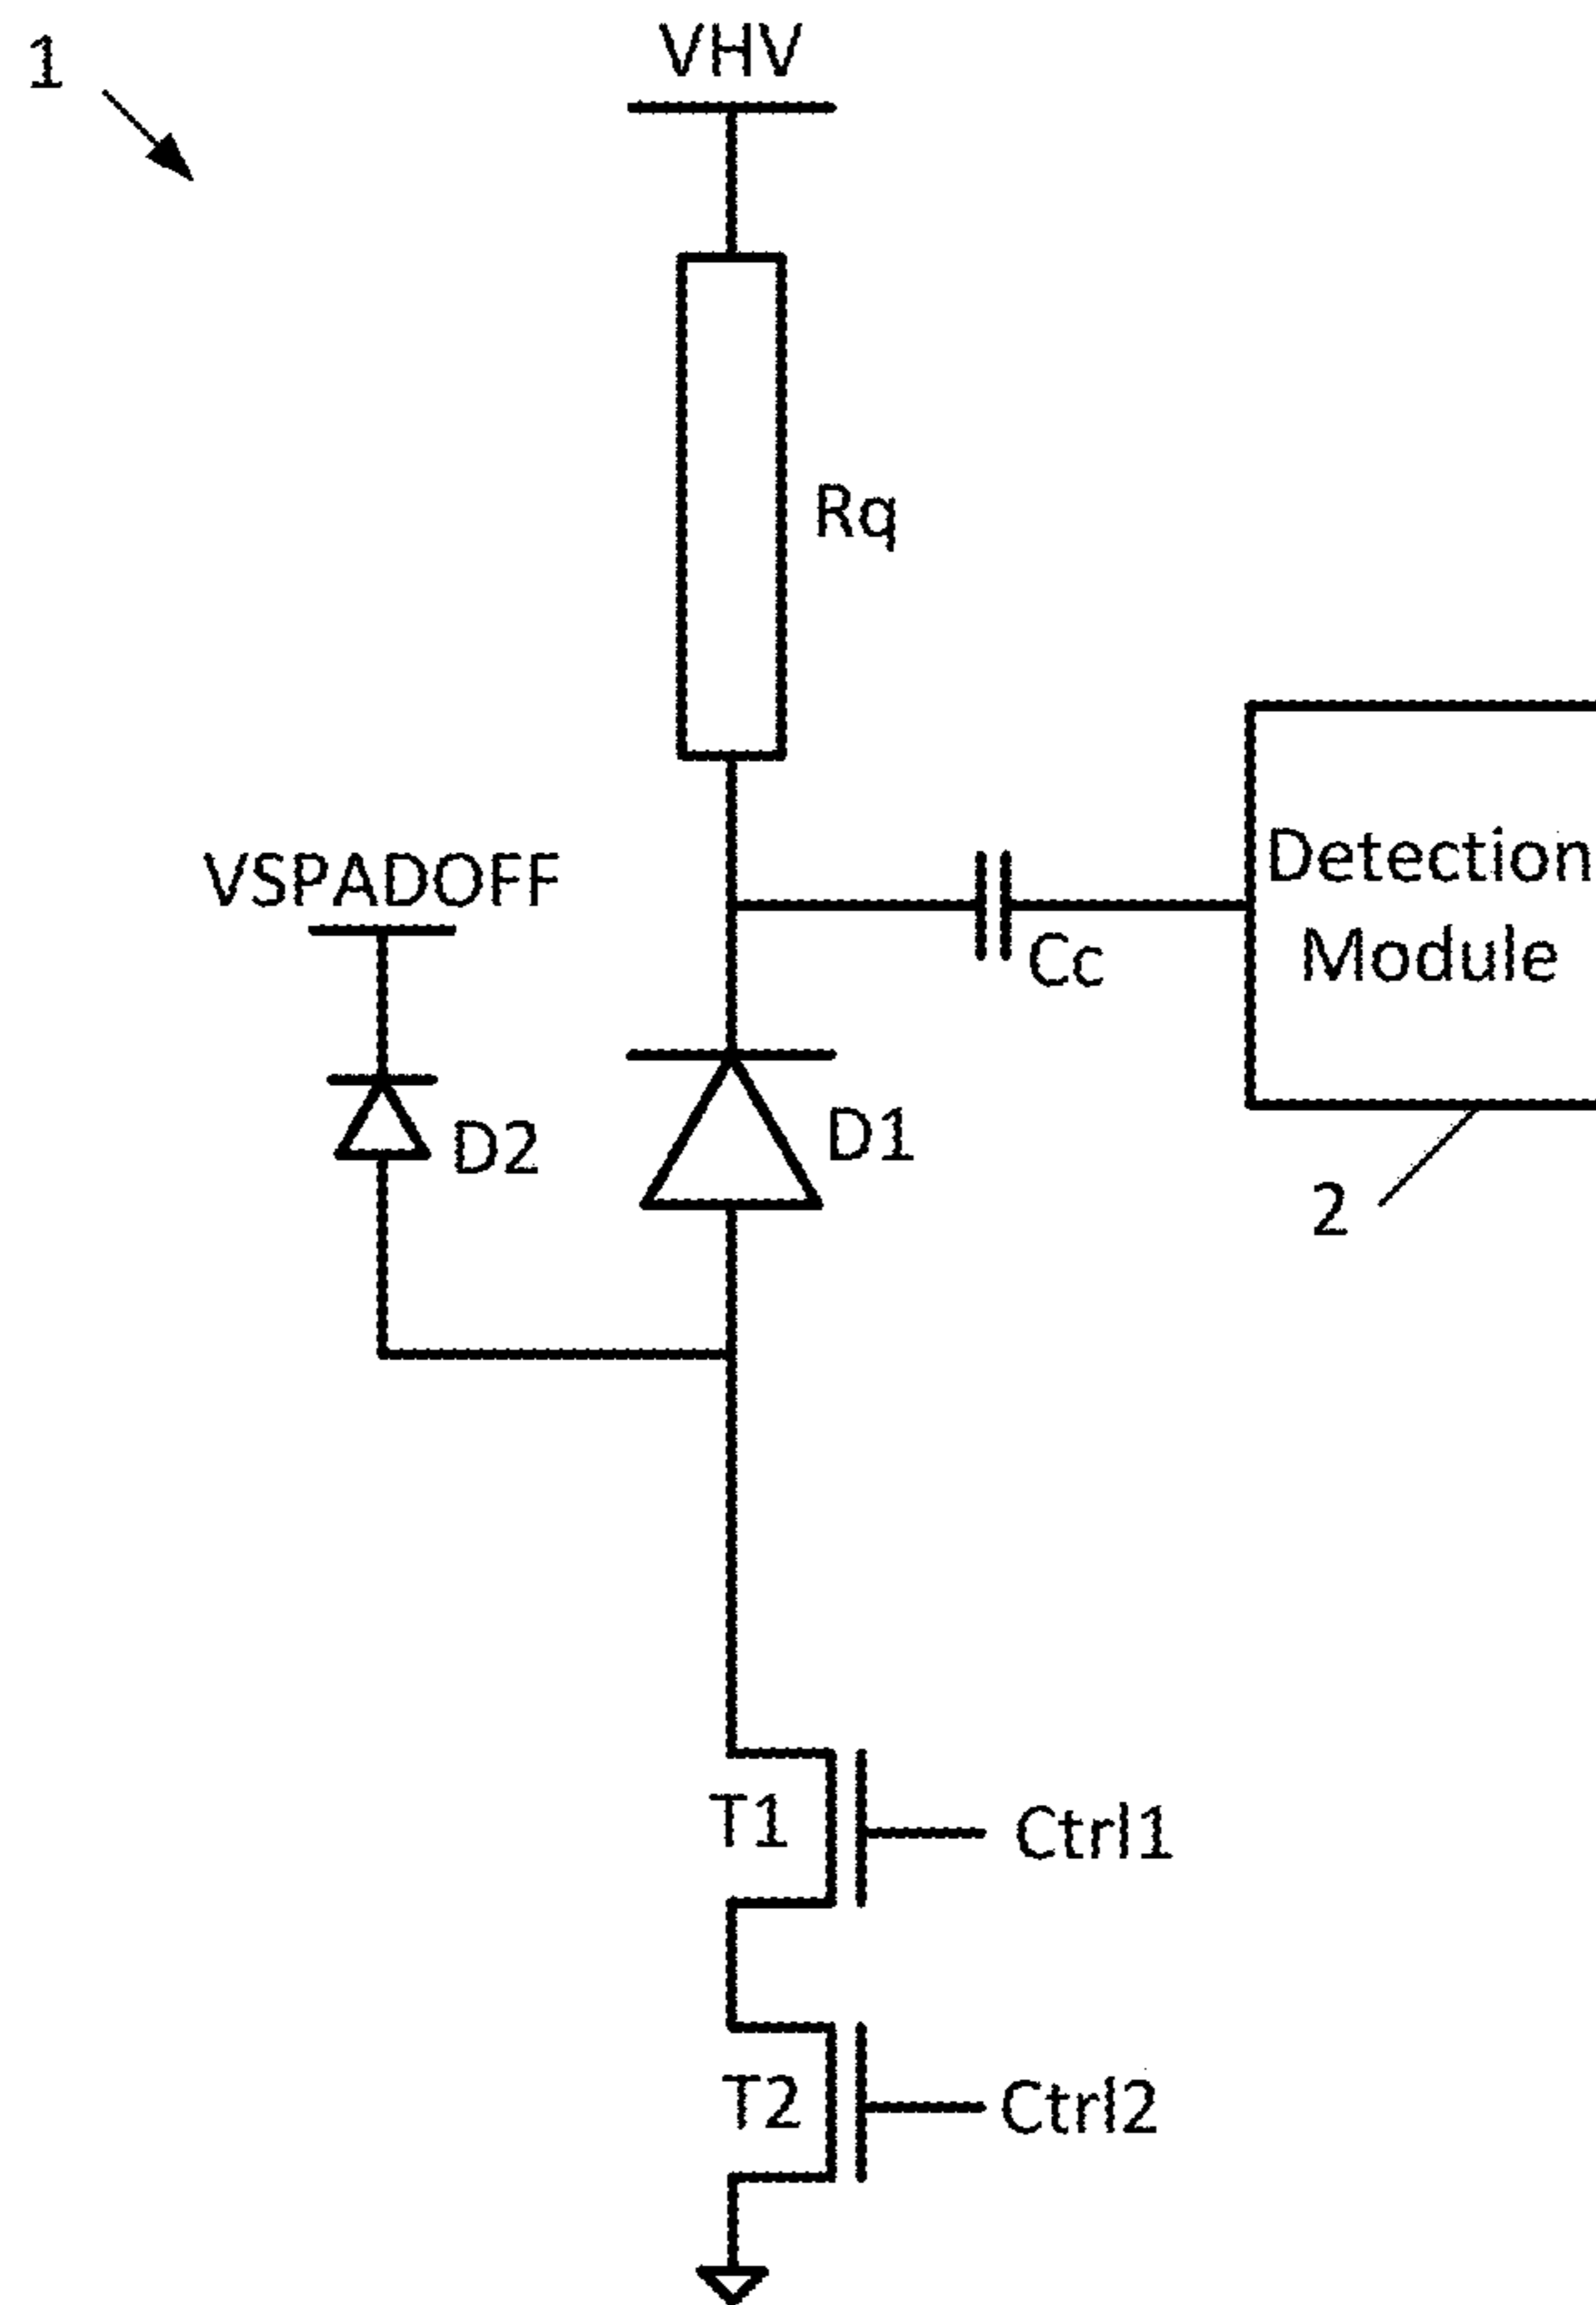 1
VHV
Rq
VSPADOFF
Detection
Module
Cc
D2
D1
2
T1
Ctrl1
T2
Ctrl2